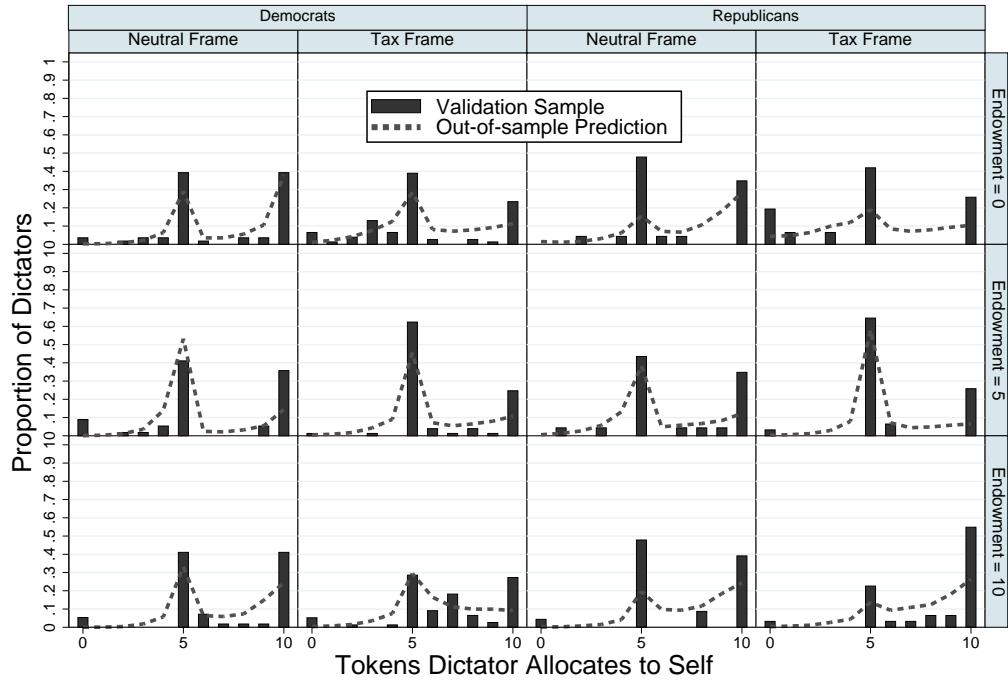 Democrats Republicans
Neutral Frame Tax Frame Neutral Frame Tax Frame
Validation Sample
Out-of-sample Prediction
Proportion of Dictators
0 .1 .2 .3 .4 .5 .6 .7 .8 .9 1
0 .1 .2 .3 .4 .5 .6 .7 .8 .9 1
0 .1 .2 .3 .4 .5 .6 .7 .8 .9 1
Endowment = 0
Endowment = 5
Endowment = 10
0 5 10 0 5 10 0 5 10 0 5 10
Tokens Dictator Allocates to Self